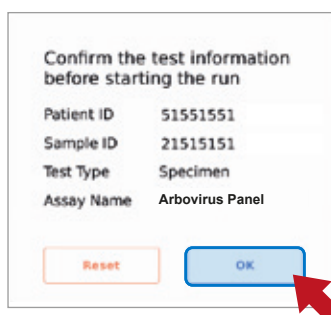 Confirm the test information
before starting the run
Patient ID 51551551
Sample ID 21515151
Test Type Specimen
Assay Name Arbovirus Panel
Reset OK